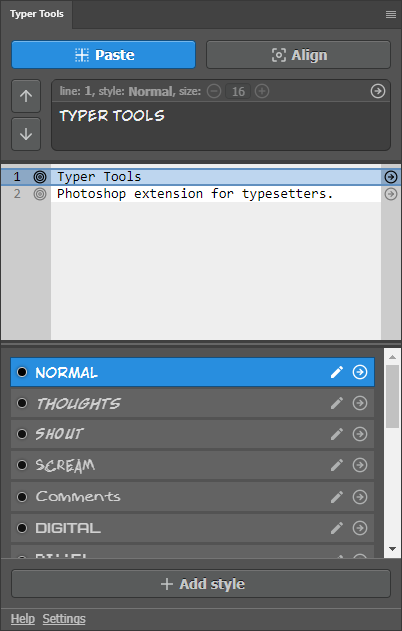 Typer Tools
Paste
Align
line: 1, style: Normal, size: 16
TYPER TOOLS
1 Typer Tools
2 Photoshop extension for typesetters.
NORMAL
THOUGHTS
SHOUT
SCREAM
Comments
DIGITAL
Add style
Help Settings